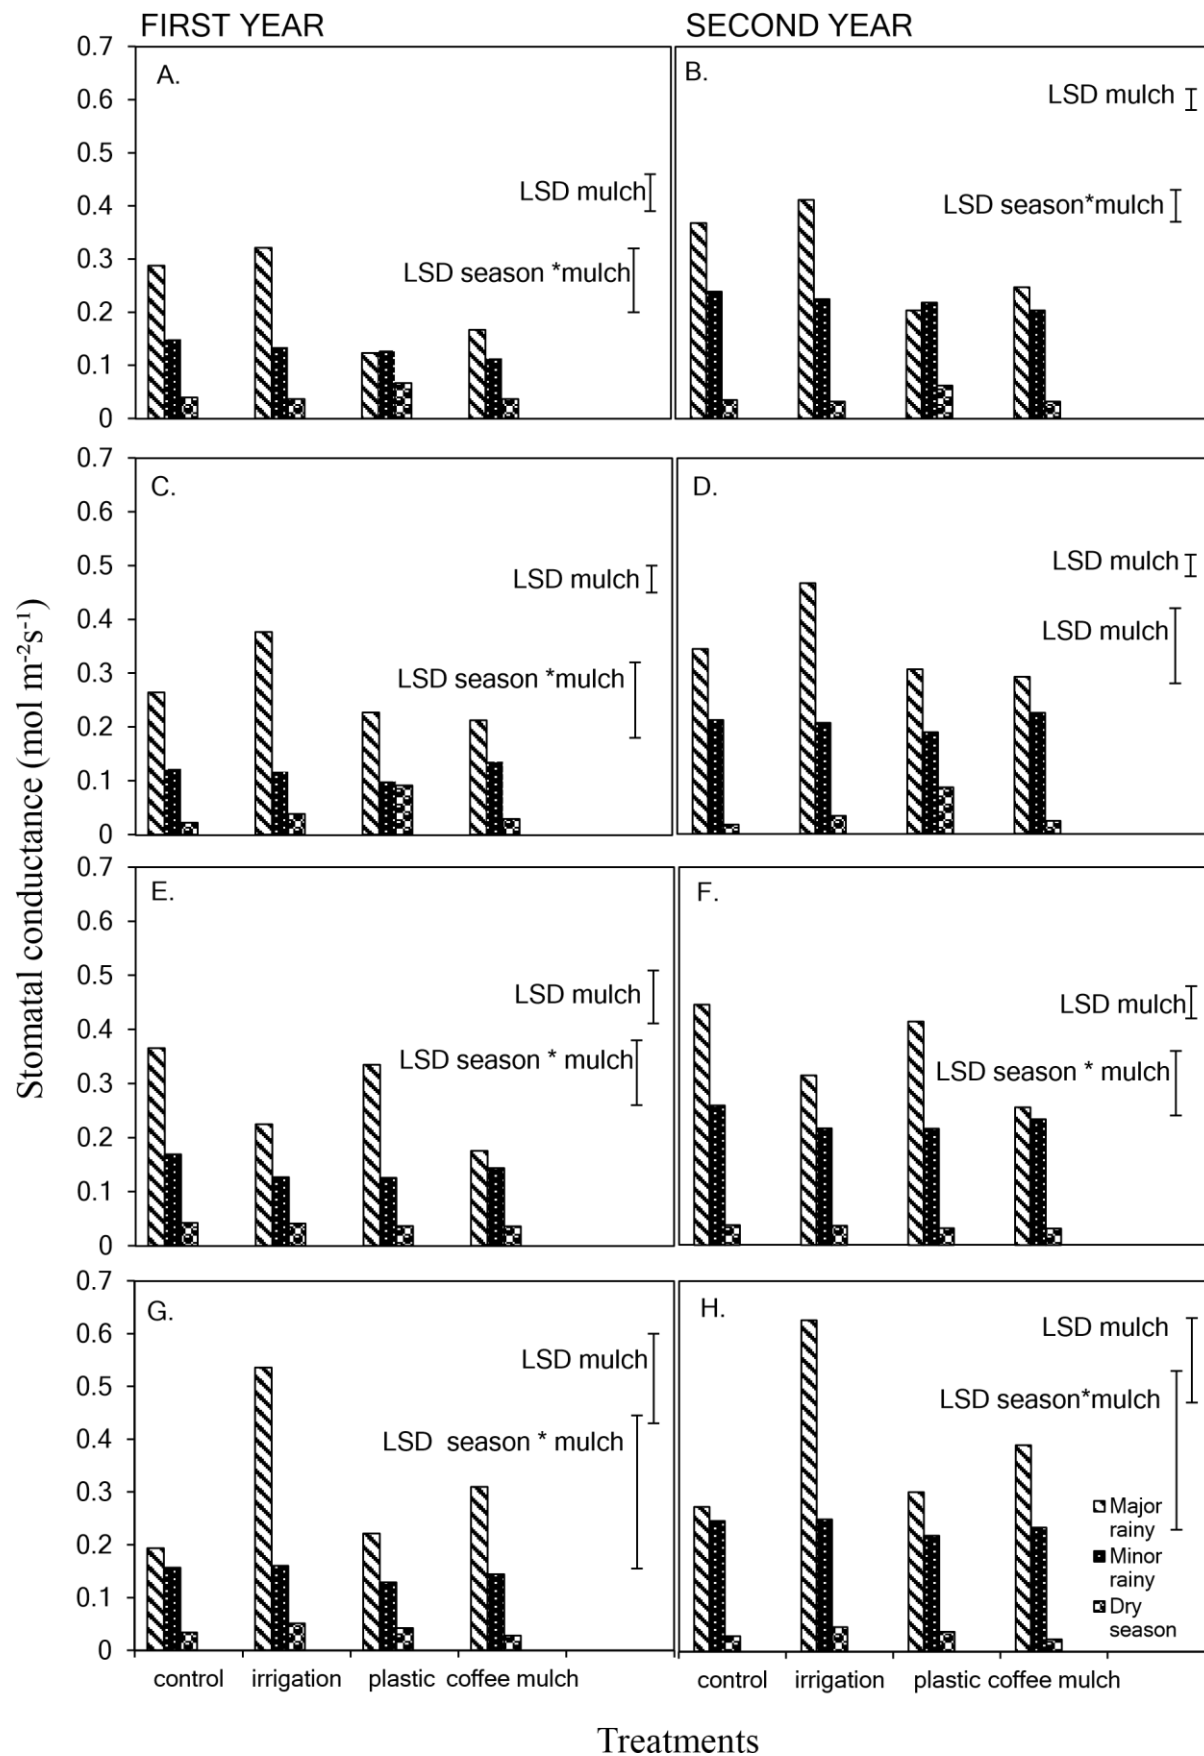 FIRST YEAR
SECOND YEAR
Stomatal conductance (mol m⁻²s⁻¹)
0.7
0.6
0.5
0.4
0.3
0.2
0.1
0
A.
LSD mulch
LSD season *mulch
B.
LSD mulch
LSD season*mulch
0.7
0.6
0.5
0.4
0.3
0.2
0.1
0
C.
LSD mulch
LSD season *mulch
D.
LSD mulch
LSD mulch
0.7
0.6
0.5
0.4
0.3
0.2
0.1
0
E.
LSD mulch
LSD season * mulch
F.
LSD mulch
LSD season * mulch
0.7
0.6
0.5
0.4
0.3
0.2
0.1
0
G.
LSD mulch
LSD season * mulch
H.
LSD mulch
LSD season*mulch
Major
rainy
Minor
rainy
Dry
season
control irrigation plastic coffee mulch
control irrigation plastic coffee mulch
Treatments